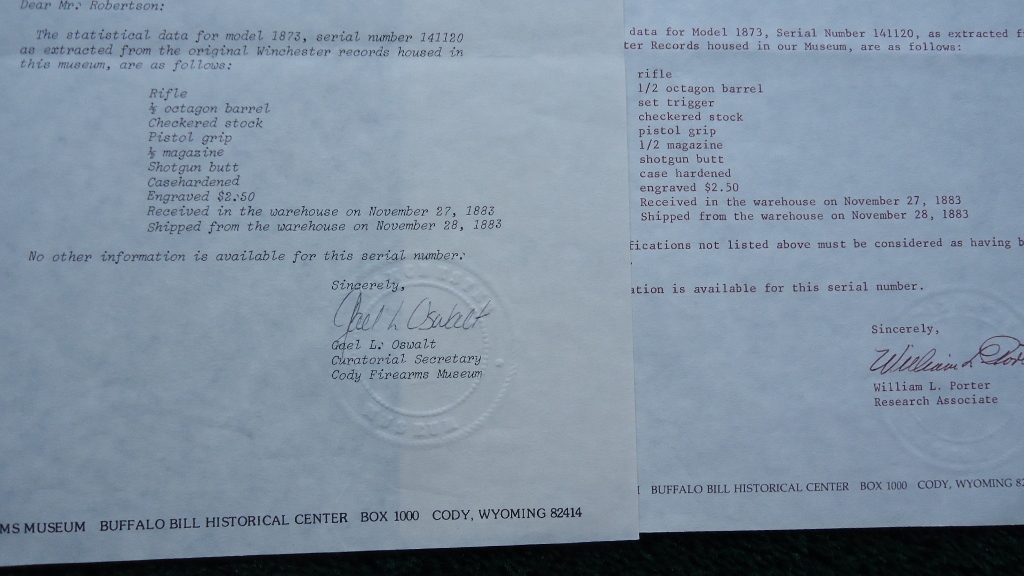 Dear Mr. Robertson:
The statistical data for model 1873, serial number 141120
as extracted from the original Winchester records housed in
this museum, are as follows:
Rifle
½ octagon barrel
Checkered stock
Pistol grip
½ magazine
Shotgun butt
Casehardened
Engraved $2.50
Received in the warehouse on November 27, 1883
Shipped from the warehouse on November 28, 1883
No other information is available for this serial number.
Sincerely,
Gael L Oswalt
Gael L. Oswalt
Curatorial Secretary
Cody Firearms Museum
MS MUSEUM BUFFALO BILL HISTORICAL CENTER BOX 1000 CODY, WYOMING 82414
data for Model 1873, Serial Number 141120, as extracted f
ter Records housed in our Museum, are as follows:
rifle
1/2 octagon barrel
set trigger
checkered stock
pistol grip
1/2 magazine
shotgun butt
case hardened
engraved $2.50
Received in the warehouse on November 27, 1883
Shipped from the warehouse on November 28, 1883
fications not listed above must be considered as having b
ation is available for this serial number.
Sincerely,
William L Por
William L. Porter
Research Associate
BUFFALO BILL HISTORICAL CENTER BOX 1000 CODY, WYOMING 82